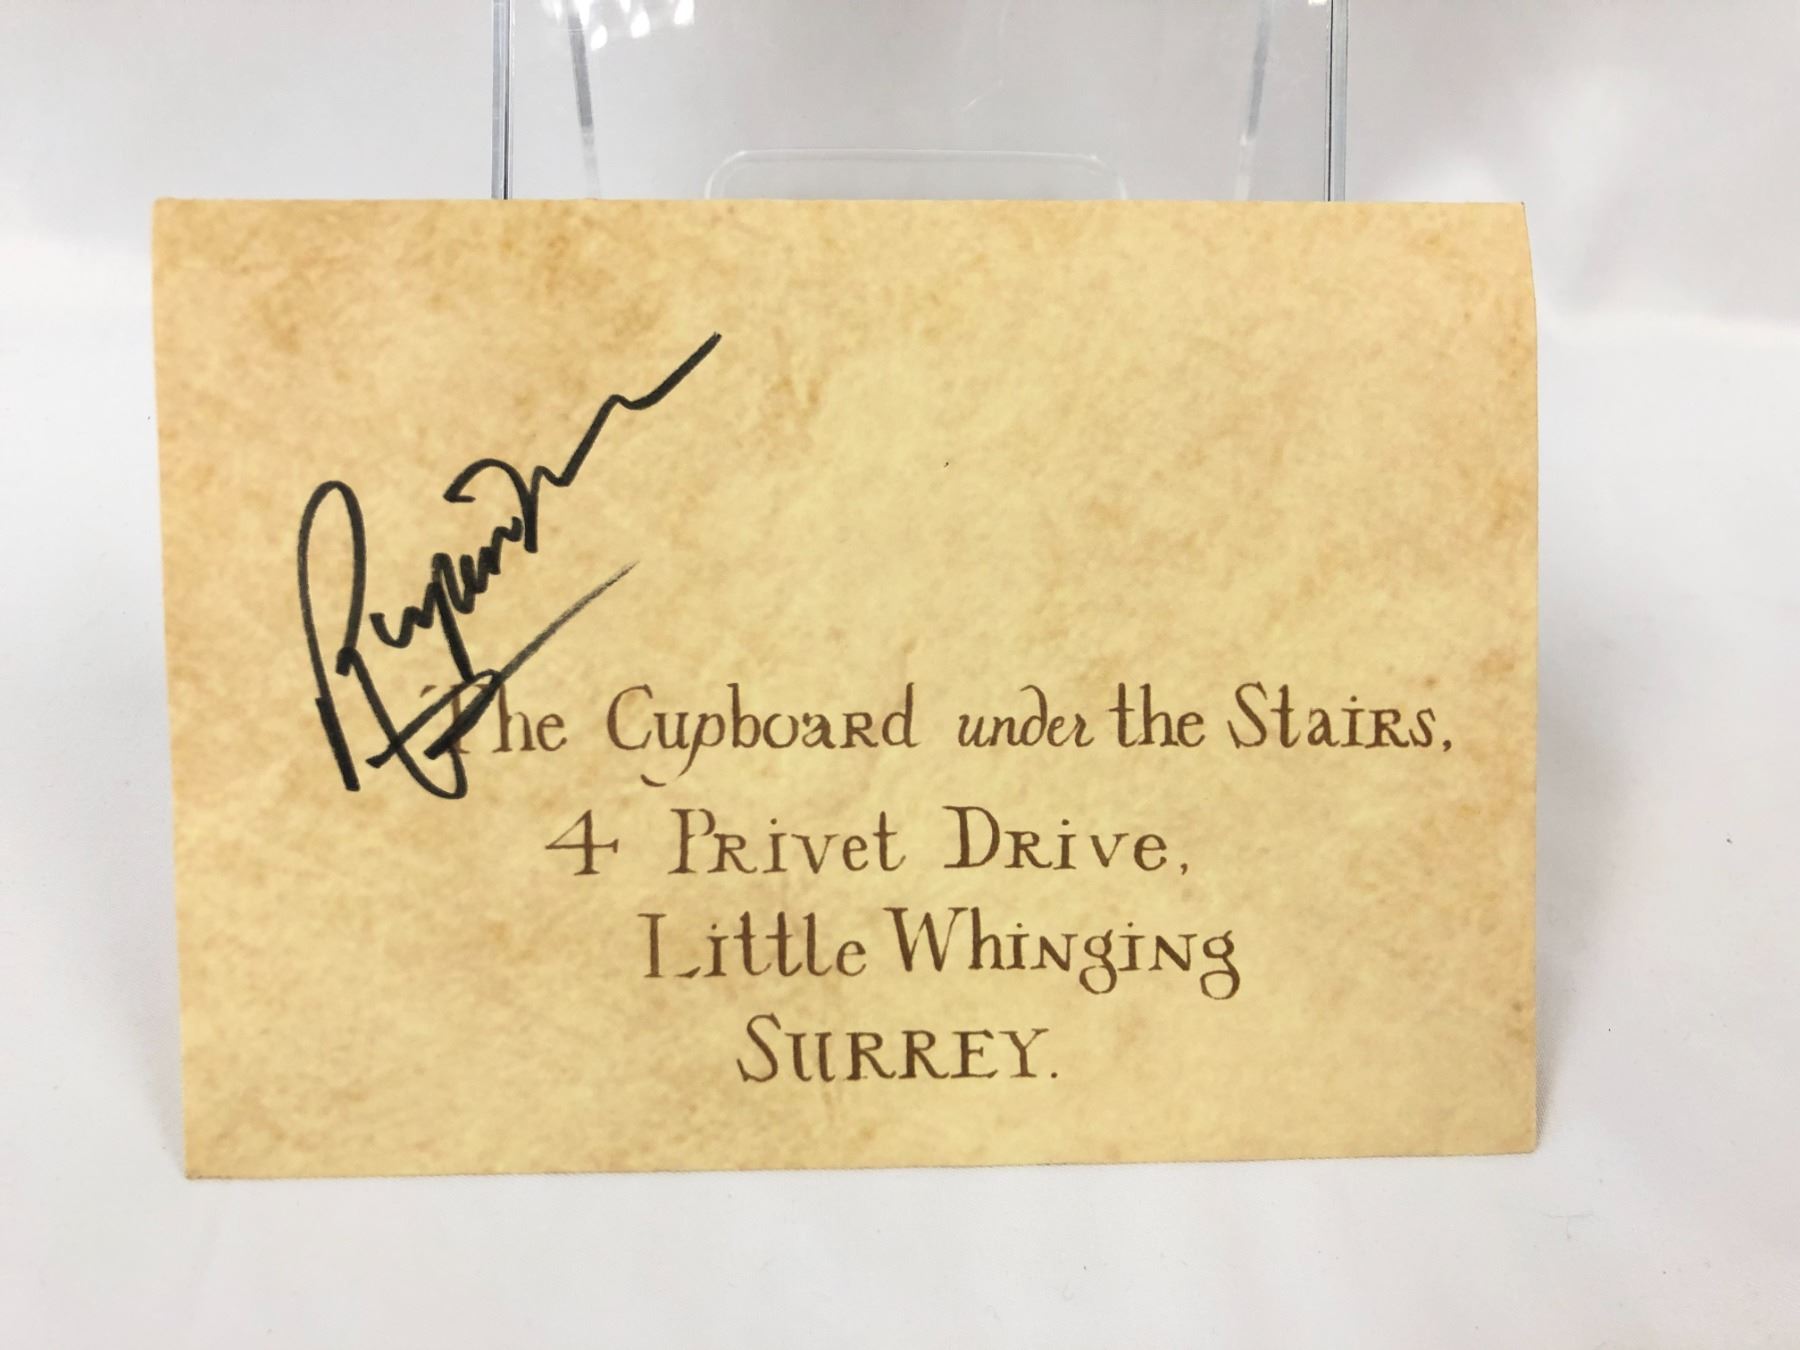 The Cupboard under the Stairs,
4 Privet Drive,
Little Whinging
SURREY.